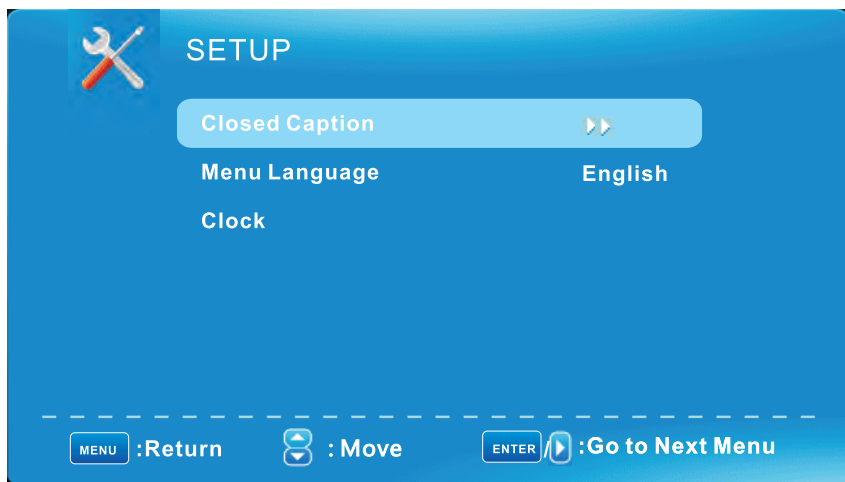 SETUP
Closed Caption
Menu Language English
Clock
MENU :Return : Move ENTER / :Go to Next Menu